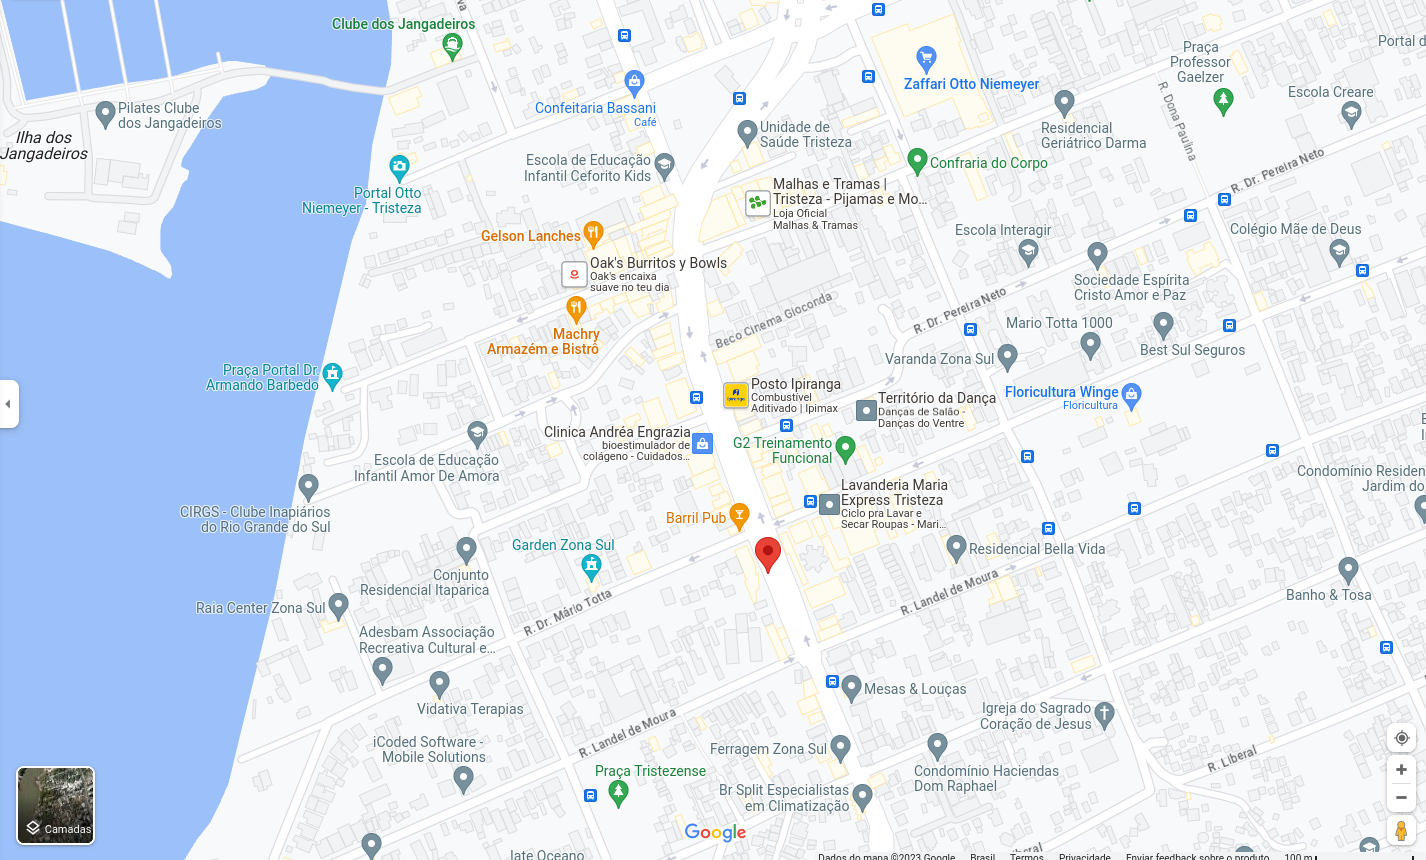 Clube dos Jangadeiros
Zaffari Otto Niemeyer
Praça
Professor
Gaelzer
Portal d
Escola Creare
Pilates Clube
dos Jangadeiros
Ilha dos
Jangadeiros
Confeitaria Bassani
Café
Unidade de
Saúde Tristeza
Residencial
Geriátrico Darma
R. Dona Paulina
R. Dr. Pereira Neto
Escola de Educação
Infantil Ceforito Kids
Confraria do Corpo
Portal Otto
Niemeyer - Tristeza
Malhas e Tramas |
Tristeza - Pijamas e Mo...
Loja Oficial
Malhas & Tramas
Gelson Lanches
Escola Interagir
Colégio Mãe de Deus
Oak's Burritos y Bowls
Oak's encaixa
suave no teu dia
Sociedade Espírita
Cristo Amor e Paz
Machry
Armazém e Bistrô
Beco Cinema Gioconda
R. Dr. Pereira Neto
Mario Totta 1000
Best Sul Seguros
Varanda Zona Sul
Praça Portal Dr.
Armando Barbedo
Posto Ipiranga
Combustível
Aditivado | Ipimax
Território da Dança
Danças de Salão -
Danças do Ventre
Floricultura Winge
Floricultura
Clinica Andréa Engrazia
bioestimulador de
colágeno - Cuidados...
G2 Treinamento
Funcional
Escola de Educação
Infantil Amor De Amora
Condomínio Residen
Jardim do
Lavanderia Maria
Express Tristeza
Ciclo pra Lavar e
Secar Roupas - Mari...
CIRGS - Clube Inapiários
do Rio Grande do Sul
Barril Pub
Garden Zona Sul
Residencial Bella Vida
Conjunto
Residencial Itaparica
R. Landel de Moura
Banho & Tosa
Raia Center Zona Sul
R. Dr. Mário Totta
Adesbam Associação
Recreativa Cultural e...
Vidativa Terapias
Mesas & Louças
Igreja do Sagrado
Coração de Jesus
R. Landel de Moura
iCoded Software -
Mobile Solutions
Ferragem Zona Sul
Condomínio Haciendas
Dom Raphael
R. Liberal
Praça Tristezense
Br Split Especialistas
em Climatização
Camadas
Google
Iate Oceano
Dados do mapa ©2023 Google
Brasil
Termos
Privacidade
Enviar feedback sobre o produto
100 m